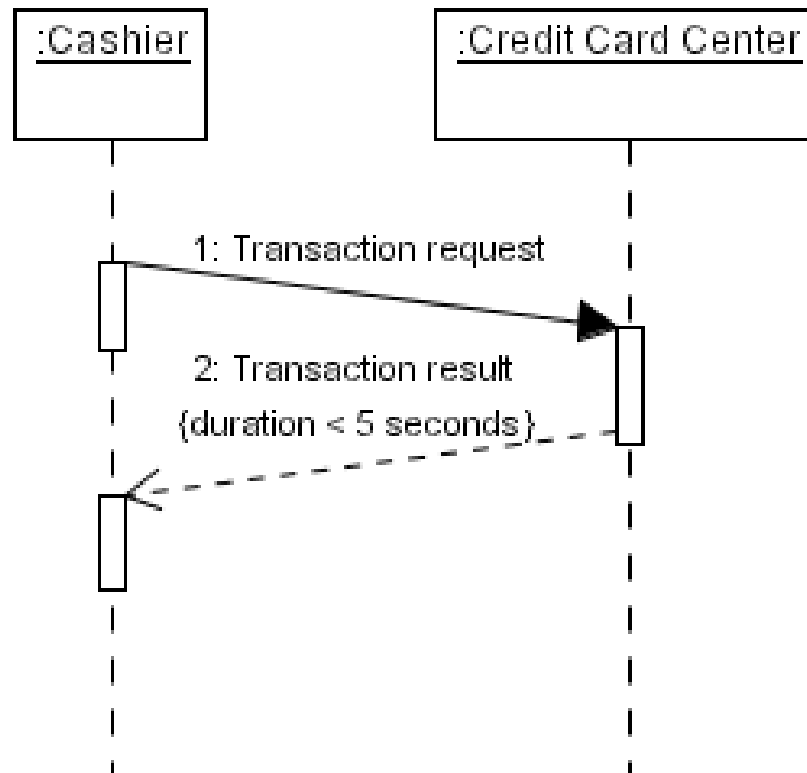 :Cashier
:Credit Card Center
1: Transaction request
2: Transaction result
{duration < 5 seconds}